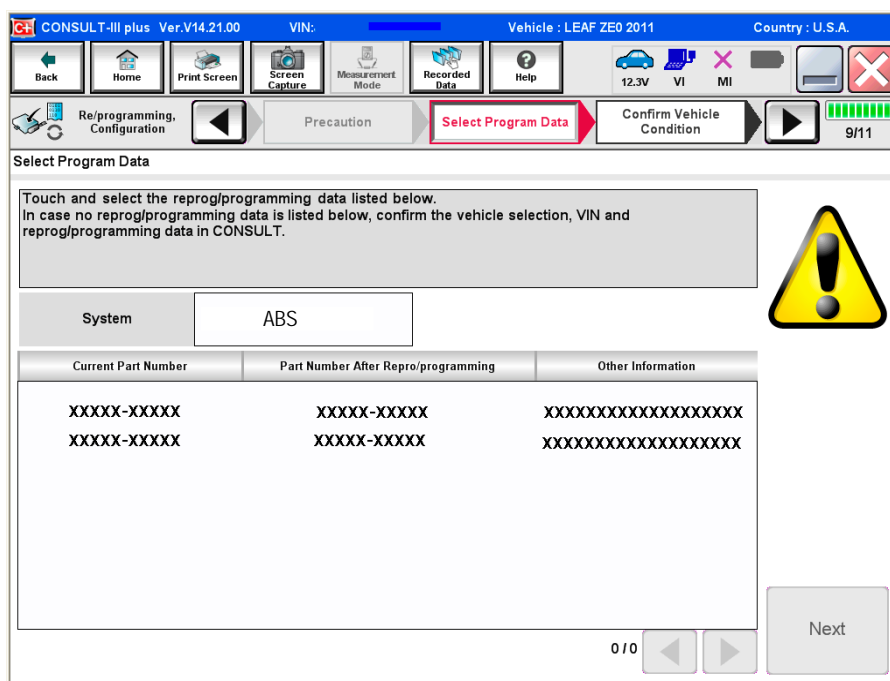 C+ CONSULT-III plus Ver.V14.21.00 VIN: Vehicle : LEAF ZE0 2011 Country : U.S.A.
Back Home Print Screen Screen Capture Measurement Mode Recorded Data Help 12.3V VI MI
Re/programming, Configuration Precaution Select Program Data Confirm Vehicle Condition 9/11
Select Program Data
Touch and select the reprog/programming data listed below.
In case no reprog/programming data is listed below, confirm the vehicle selection, VIN and
reprog/programming data in CONSULT.
System ABS
Current Part Number Part Number After Repro/programming Other Information
XXXXX-XXXXX XXXXX-XXXXX XXXXXXXXXXXXXXXXXXX
XXXXX-XXXXX XXXXX-XXXXX XXXXXXXXXXXXXXXXXXX
Next
0/0